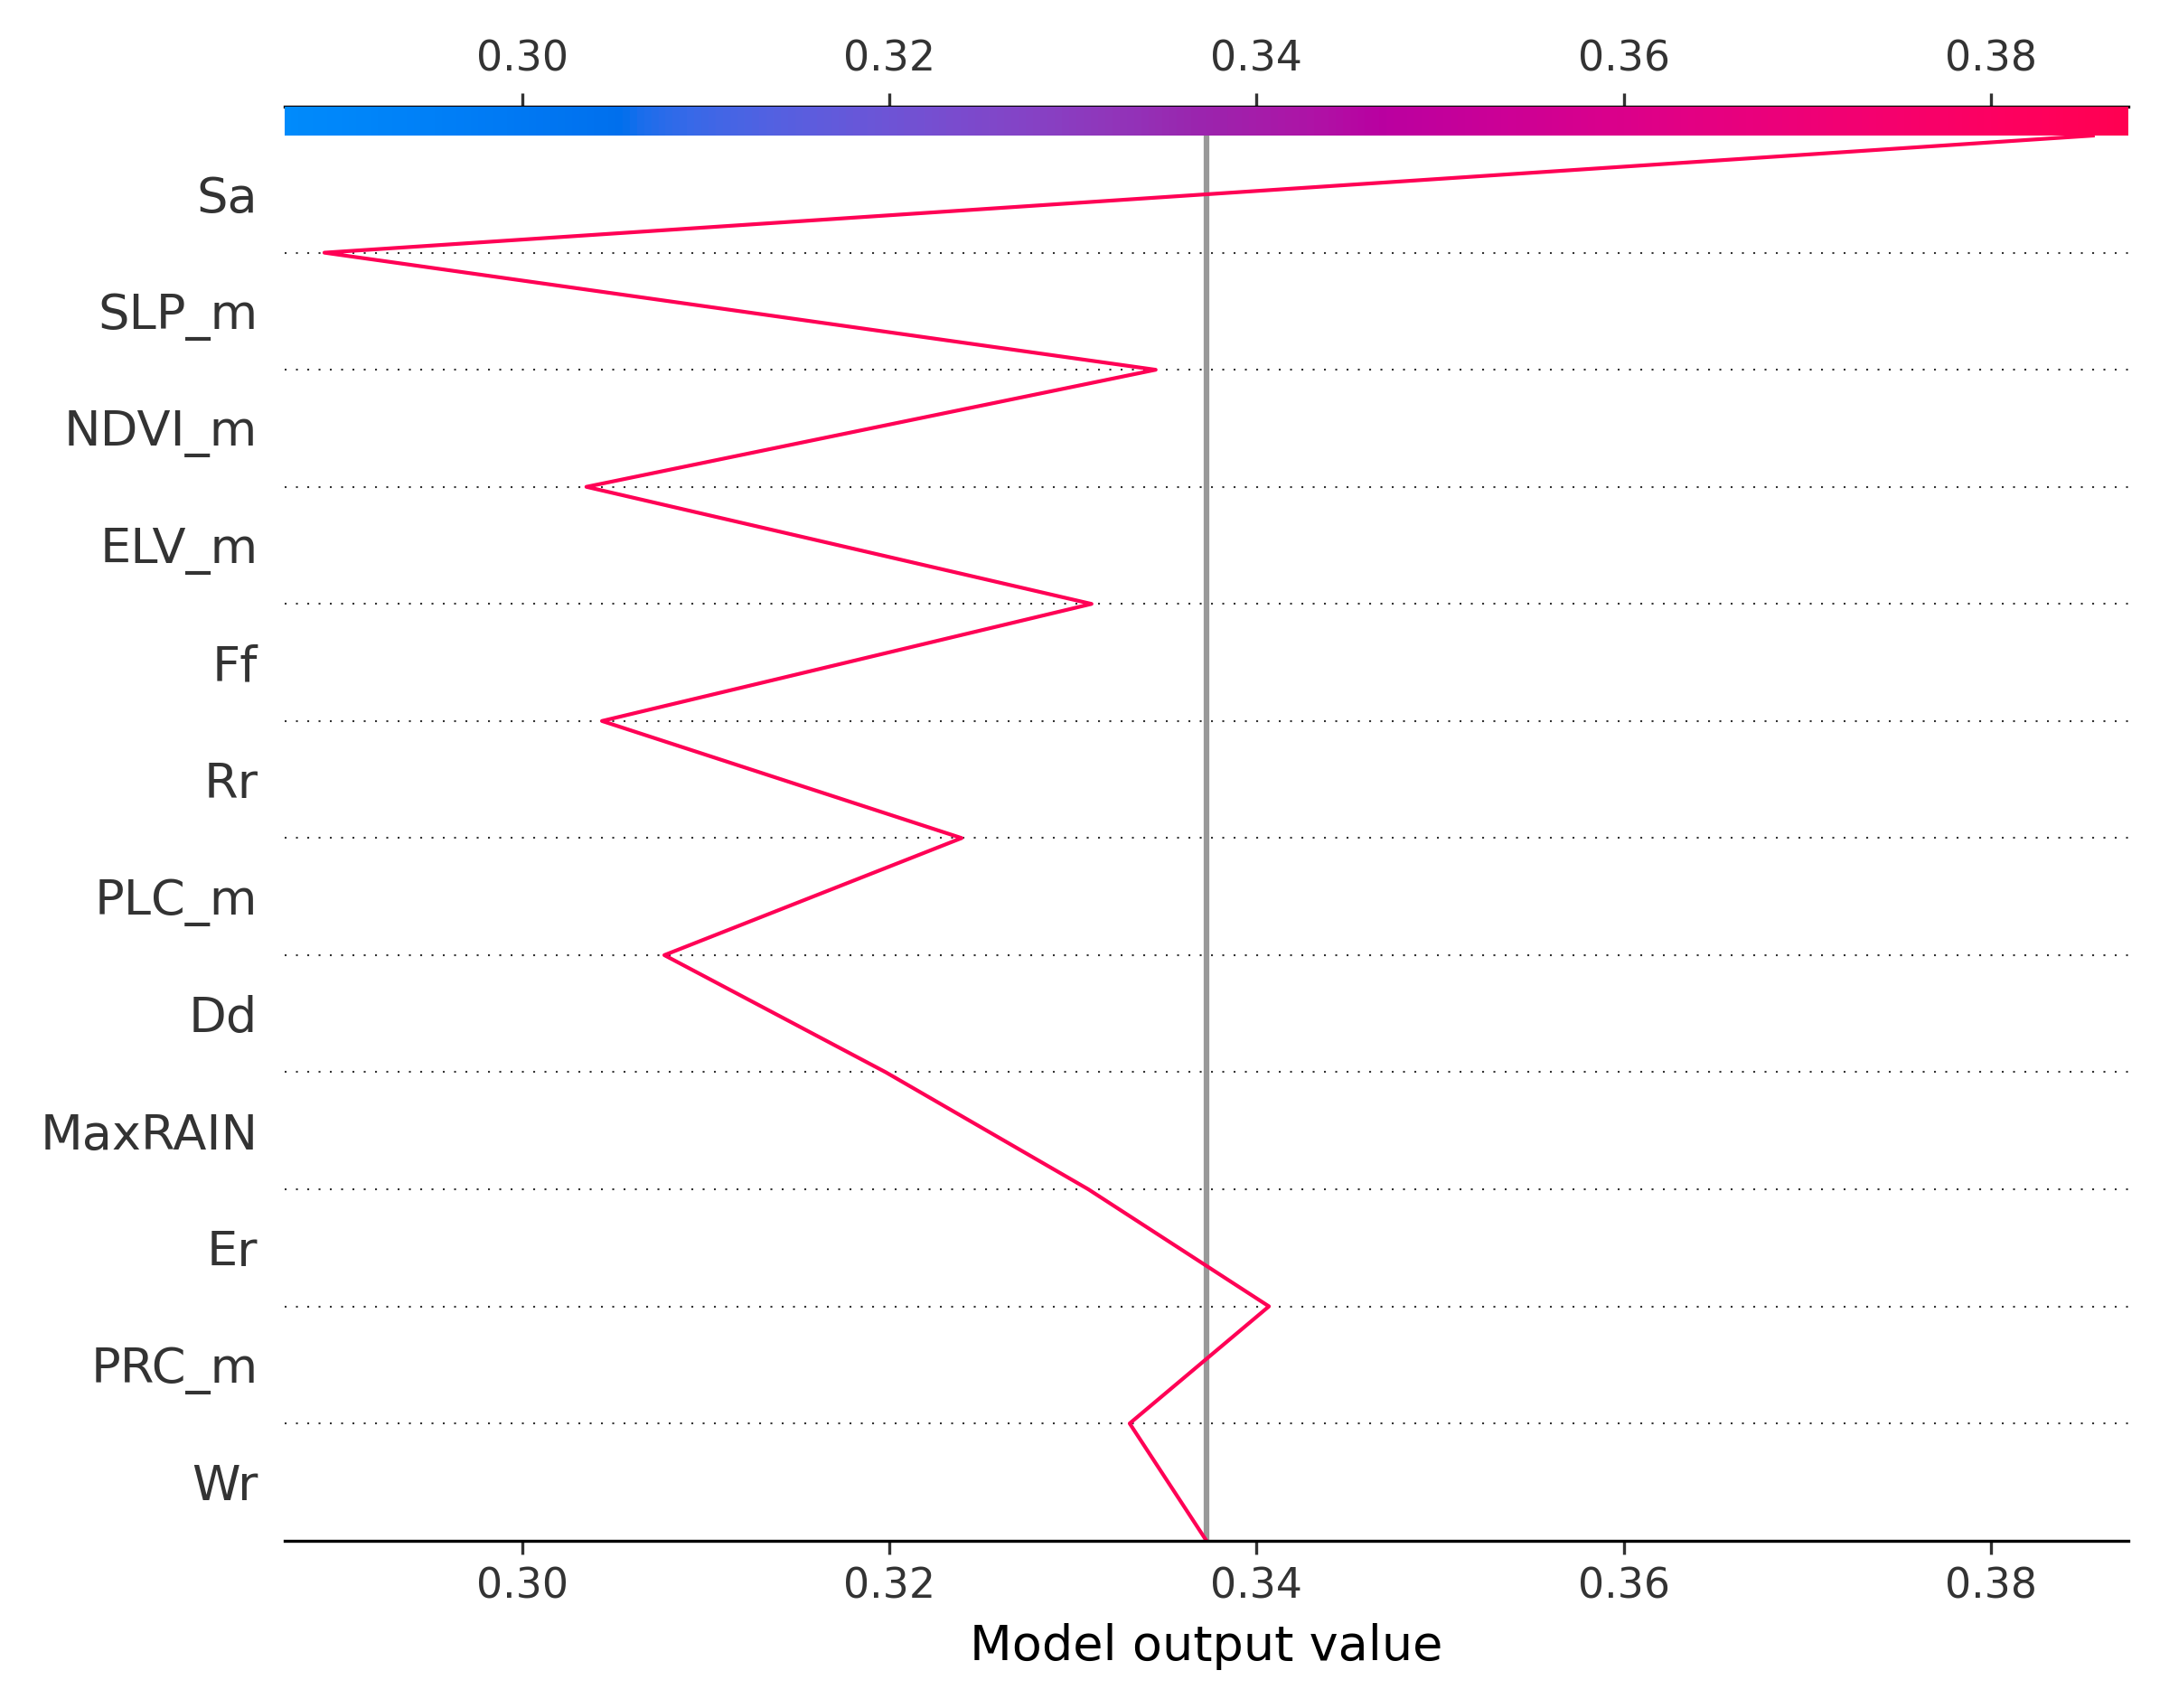 0.30 0.32 0.34 0.36 0.38
Sa
SLP_m
NDVI_m
ELV_m
Ff
Rr
PLC_m
Dd
MaxRAIN
Er
PRC_m
Wr
0.30 0.32 0.34 0.36 0.38
Model output value